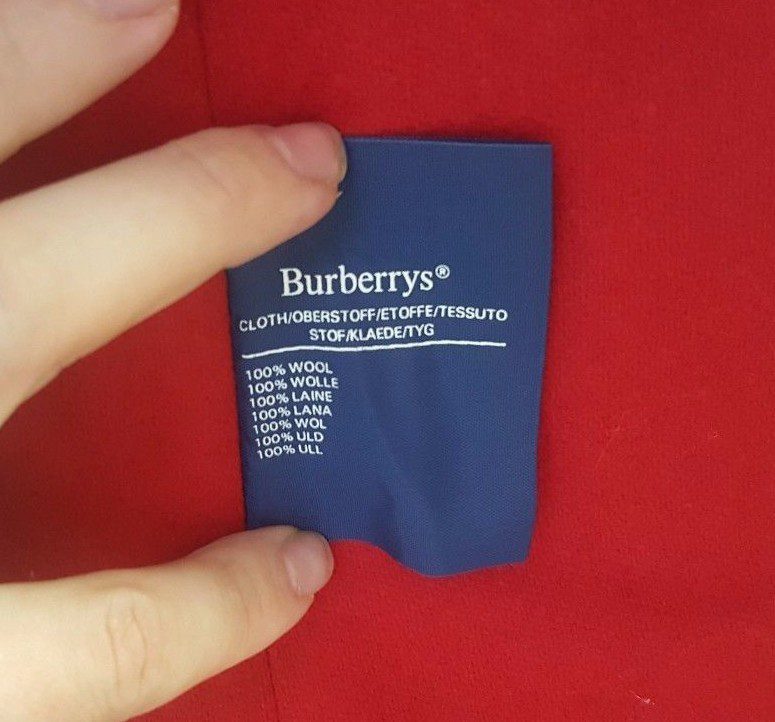 Burberrys®
CLOTH/OBERSTOFF/ETOFFE/TESSUTO
STOF/KLAEDE/TYG
100% WOOL
100% WOLLE
100% LAINE
100% LANA
100% WOL
100% ULD
100% ULL